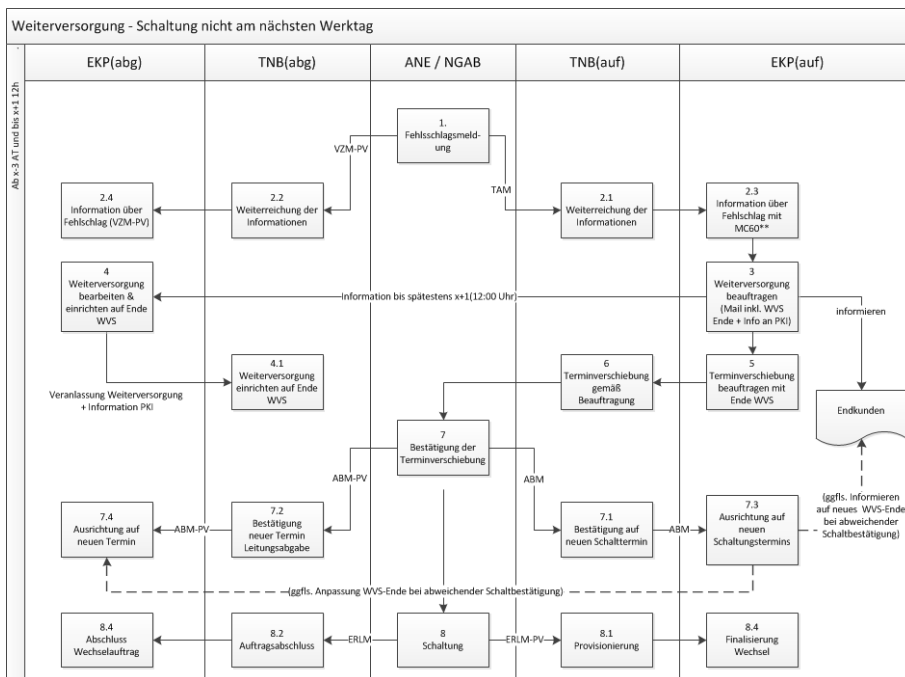 Weiterversorgung - Schaltung nicht am nächsten Werktag
Ab x-3 AT und bis x+1 12h
EKP(abg)
TNB(abg)
ANE / NGAB
TNB(auf)
EKP(auf)
1.
Fehlsschlagsmeld-
ung
VZM-PV
TAM
2.4
Information über
Fehlschlag (VZM-PV)
2.2
Weiterreichung der
Informationen
2.1
Weiterreichung der
Informationen
2.3
Information über
Fehlschlag mit
MC60**
4
Weiterversorgung
bearbeiten &
einrichten auf Ende
WVS
Information bis spätestens x+1(12:00 Uhr)
3
Weiterversorgung
beauftragen
(Mail inkl. WVS
Ende + Info an PKI)
informieren
4.1
Weiterversorgung
einrichten auf Ende
WVS
Veranlassung Weiterversorgung
+ Information PKI
6
Terminverschiebung
gemäß
Beauftragung
5
Terminverschiebung
beauftragen mit
Ende WVS
Endkunden
7
Bestätigung der
Terminverschiebung
ABM-PV
ABM
7.4
Ausrichtung auf
neuen Termin
ABM-PV
7.2
Bestätigung
neuer Termin
Leitungsabgabe
7.1
Bestätigung auf
neuen Schalttermin
ABM
7.3
Ausrichtung auf
neuen
Schaltungstermins
(ggfls. Informieren
auf neues WVS-Ende
bei abweichender
Schaltbestätigung)
(ggfls. Anpassung WVS-Ende bei abweichender Schaltbestätigung)
8.4
Abschluss
Wechselauftrag
8.2
Auftragsabschluss
ERLM
8
Schaltung
ERLM-PV
8.1
Provisionierung
8.4
Finalisierung
Wechsel